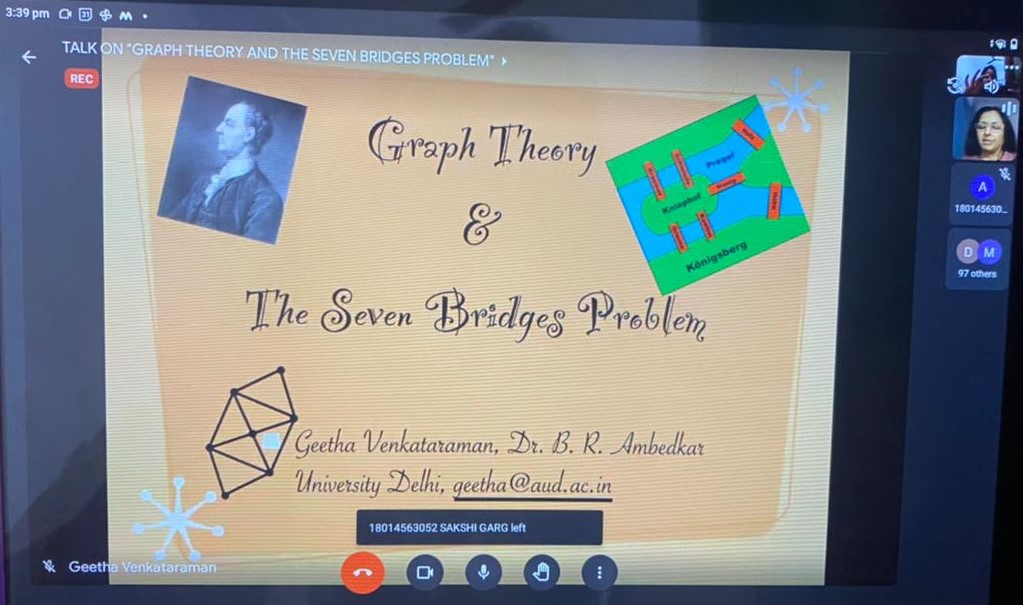 3:39 pm
31
TALK ON "GRAPH THEORY AND THE SEVEN BRIDGES PROBLEM"
REC
Graph Theory
&
The Seven Bridges Problem
Pregel
Kneiphof
Königsberg
Geetha Venkataraman, Dr. B. R. Ambedkar
University Delhi, geetha@aud.ac.in
18014563052 SAKSHI GARG left
Geetha Venkataraman
A
180145630...
D M
97 others